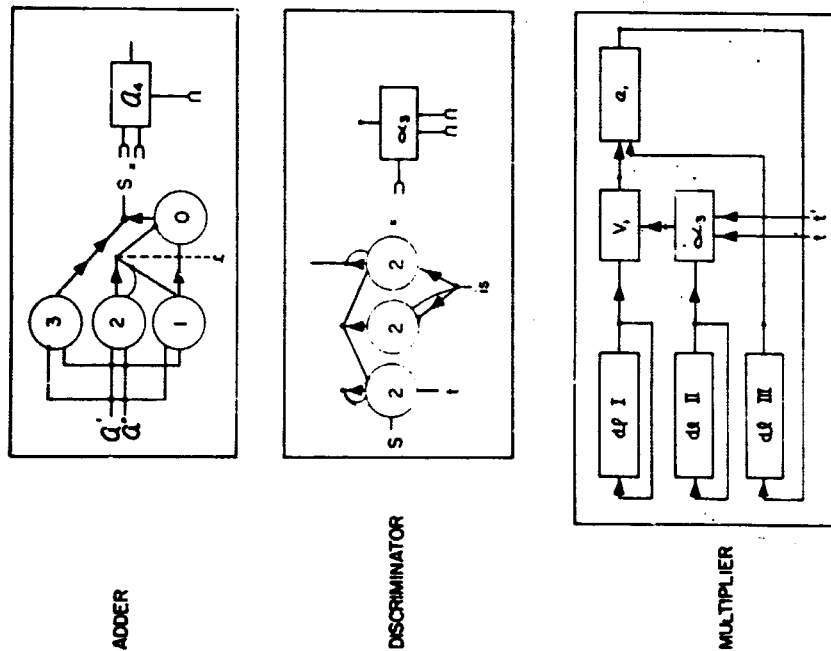 ADDER
a'
a"
3
2
1
0
S
=
a₄
DISCRIMINATOR
S
2
t
2
2
is
=
α₃
MULTIPLIER
dl I
dl II
dl III
V₁
α₃
t t'
a₁